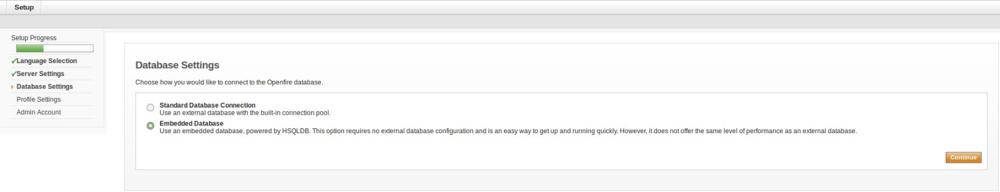 Setup
Setup Progress
Language Selection
Server Settings
Database Settings
Profile Settings
Admin Account
Database Settings
Choose how you would like to connect to the Openfire database.
Standard Database Connection
Use an external database with the built-in connection pool.
Embedded Database
Use an embedded database, powered by HSQLDB. This option requires no external database configuration and is an easy way to get up and running quickly. However, it does not offer the same level of performance as an external database.
Continue